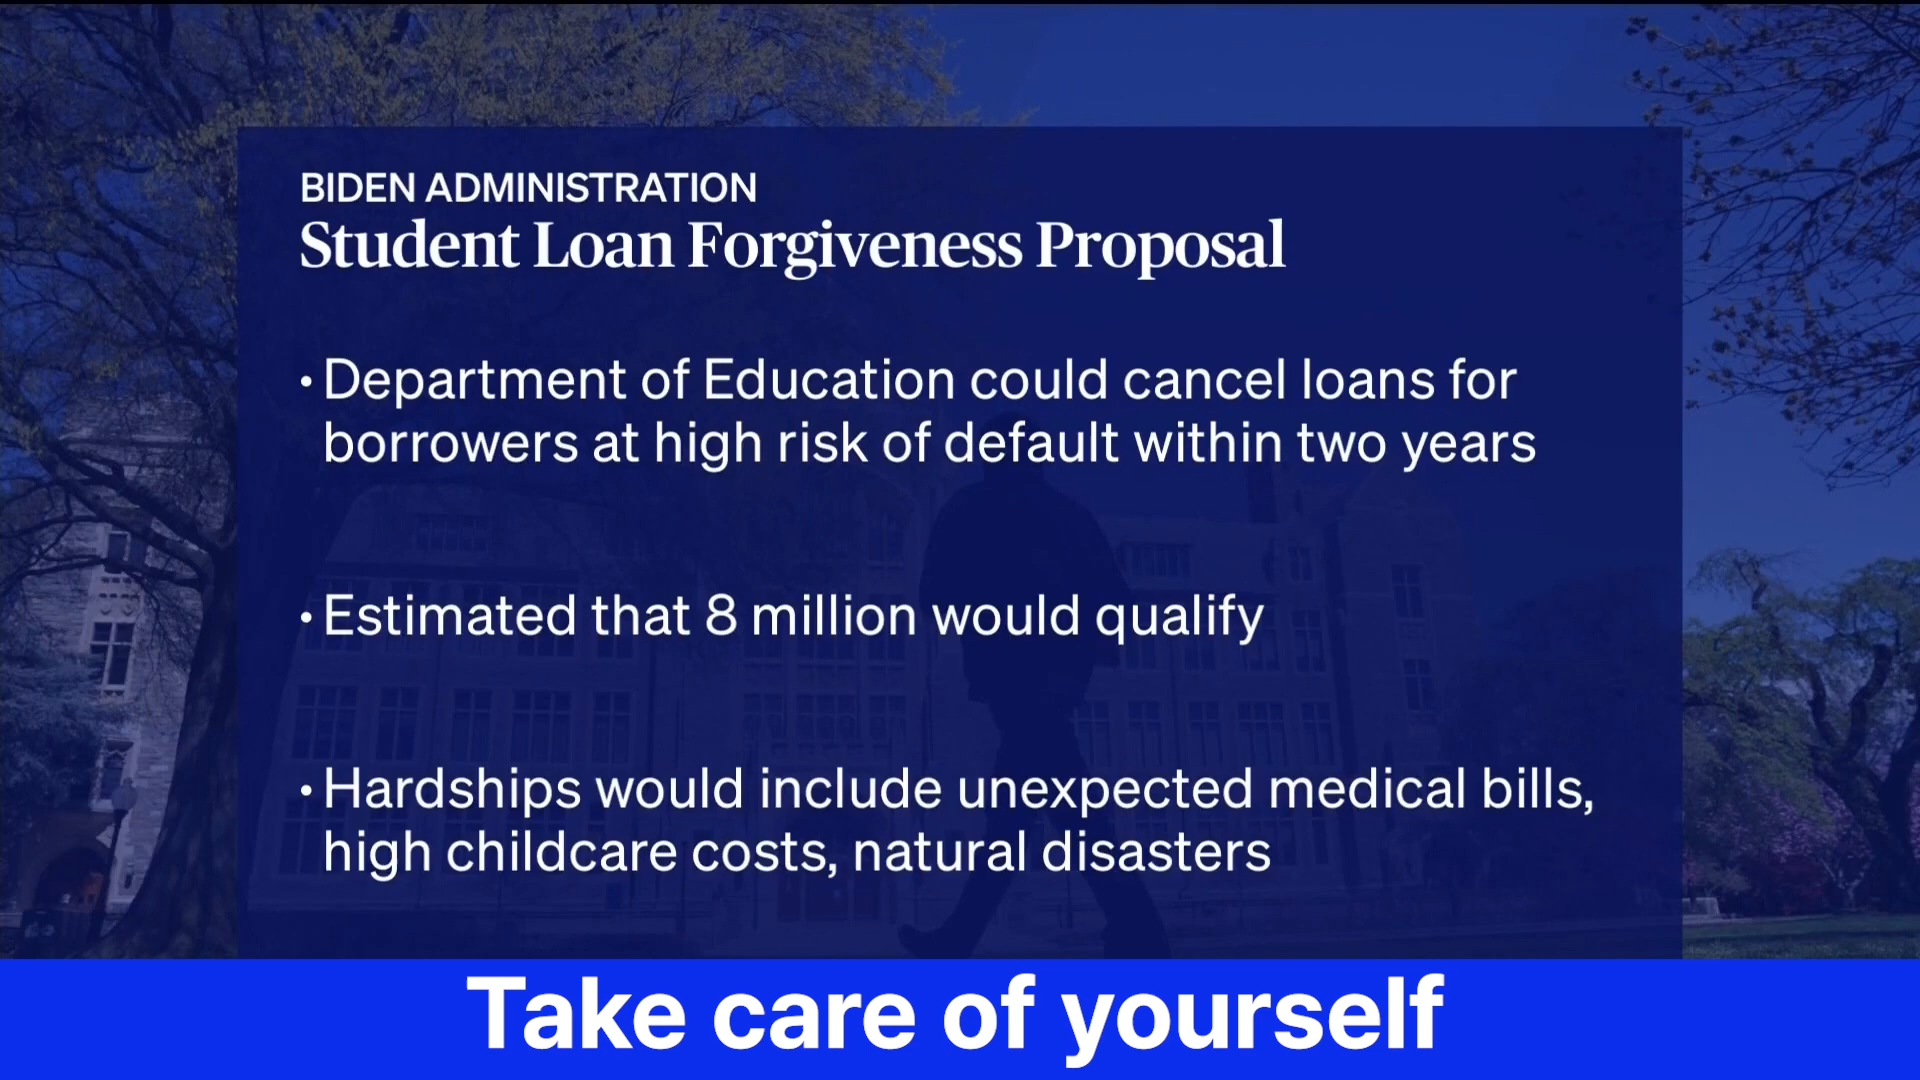 BIDEN ADMINISTRATION
Student Loan Forgiveness Proposal
• Department of Education could cancel loans for
borrowers at high risk of default within two years
• Estimated that 8 million would qualify
• Hardships would include unexpected medical bills,
high childcare costs, natural disasters
Take care of yourself